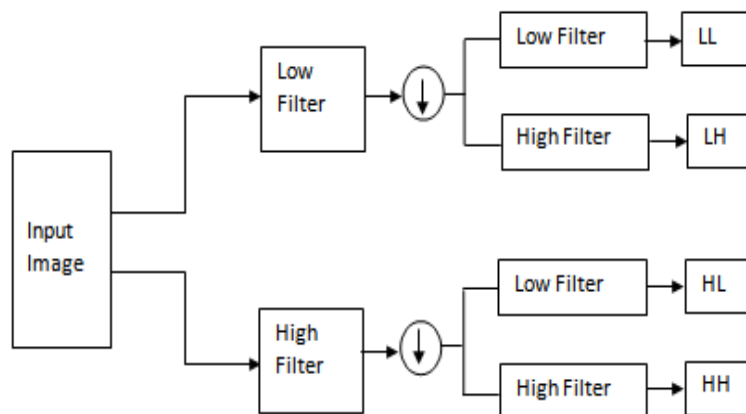 Low Filter
LL
Low
Filter
High Filter
LH
Input
Image
Low Filter
HL
High
Filter
High Filter
HH